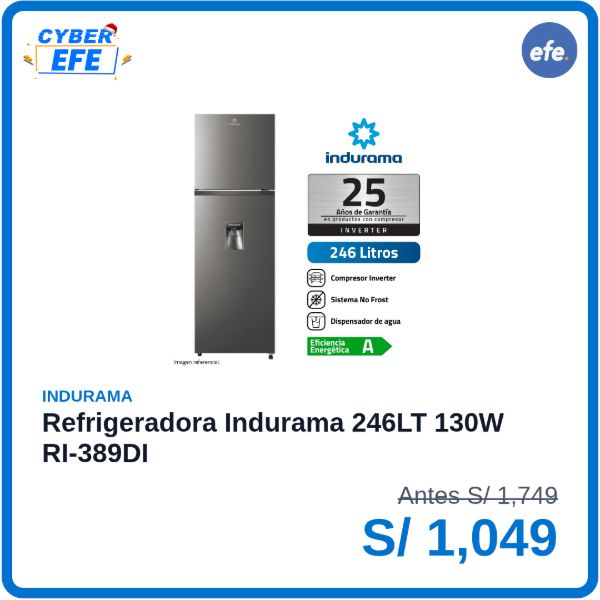 CYBER
EFE
efe.
indurama
25
Años de Garantía
en productos con compresor
INVERTER
246 Litros
Compresor Inverter
Sistema No Frost
Dispensador de agua
Eficiencia
Energética
A
Imagen referencial.
INDURAMA
Refrigeradora Indurama 246LT 130W
RI-389DI
Antes S/ 1,749
S/ 1,049